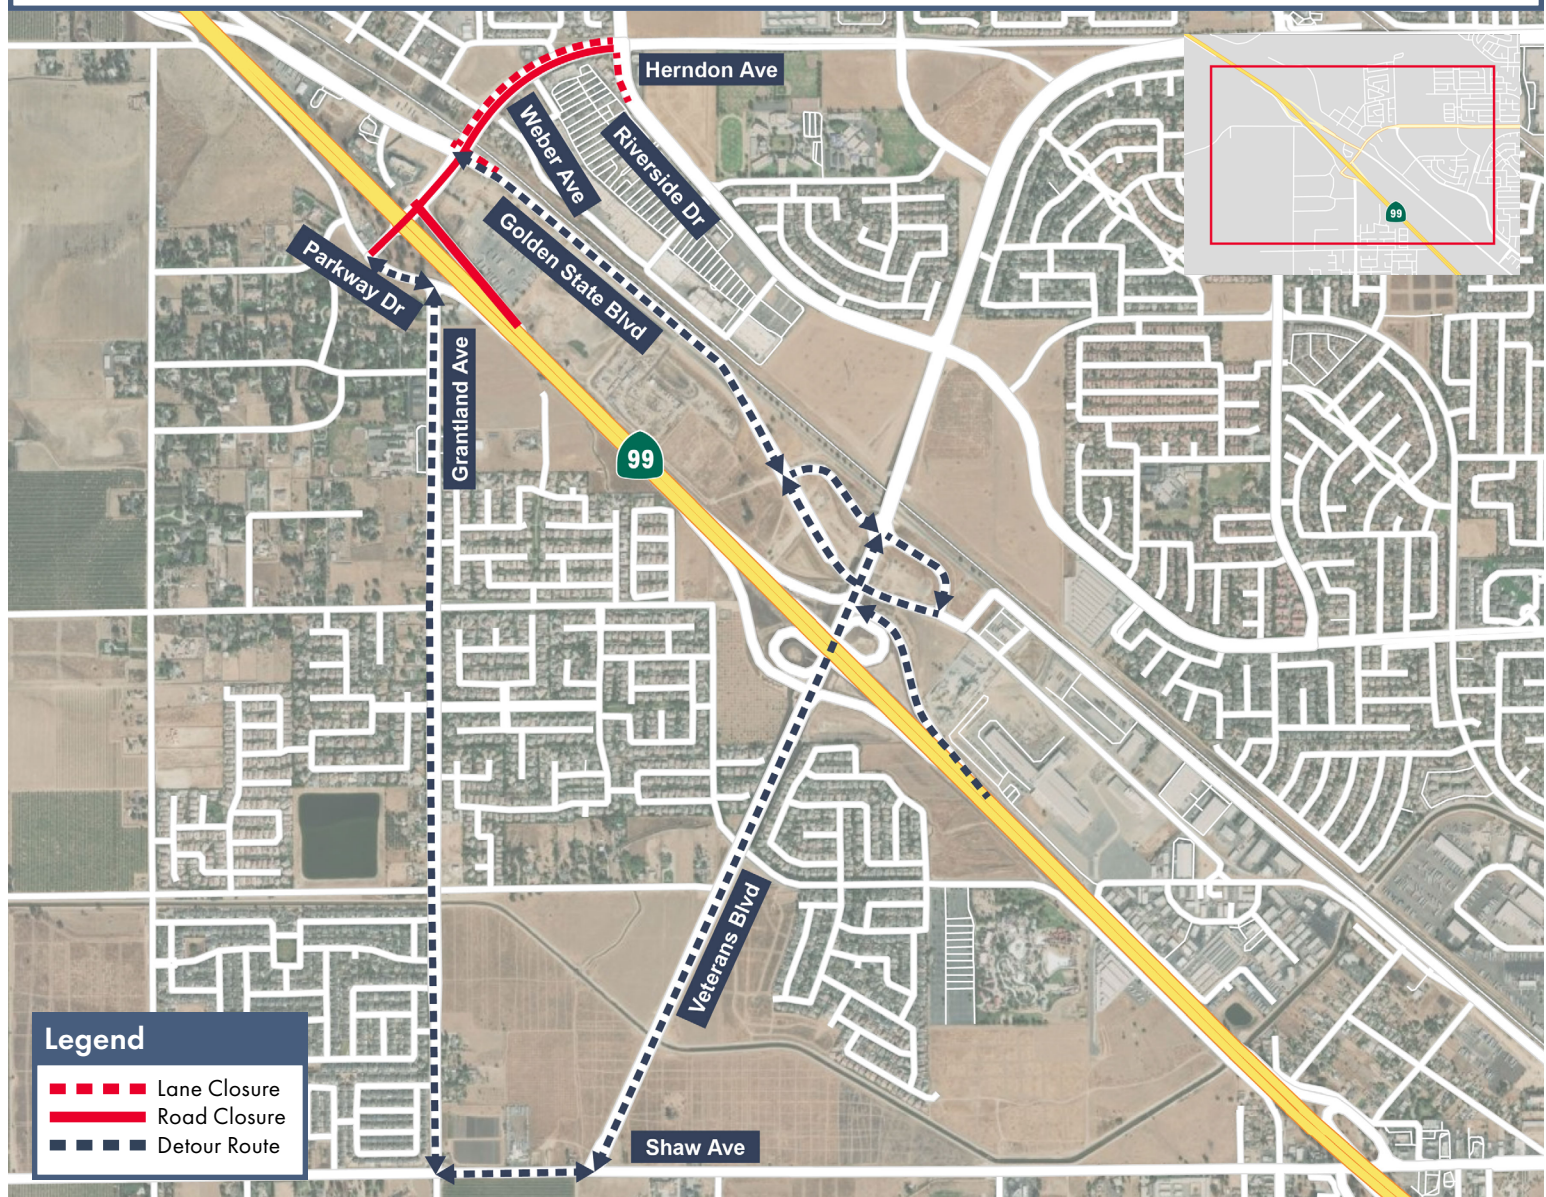 Herndon Ave
Weber Ave
Riverside Dr
Golden State Blvd
Parkway Dr
Grantland Ave
99
99
Veterans Blvd
Shaw Ave
Legend
Lane Closure
Road Closure
Detour Route